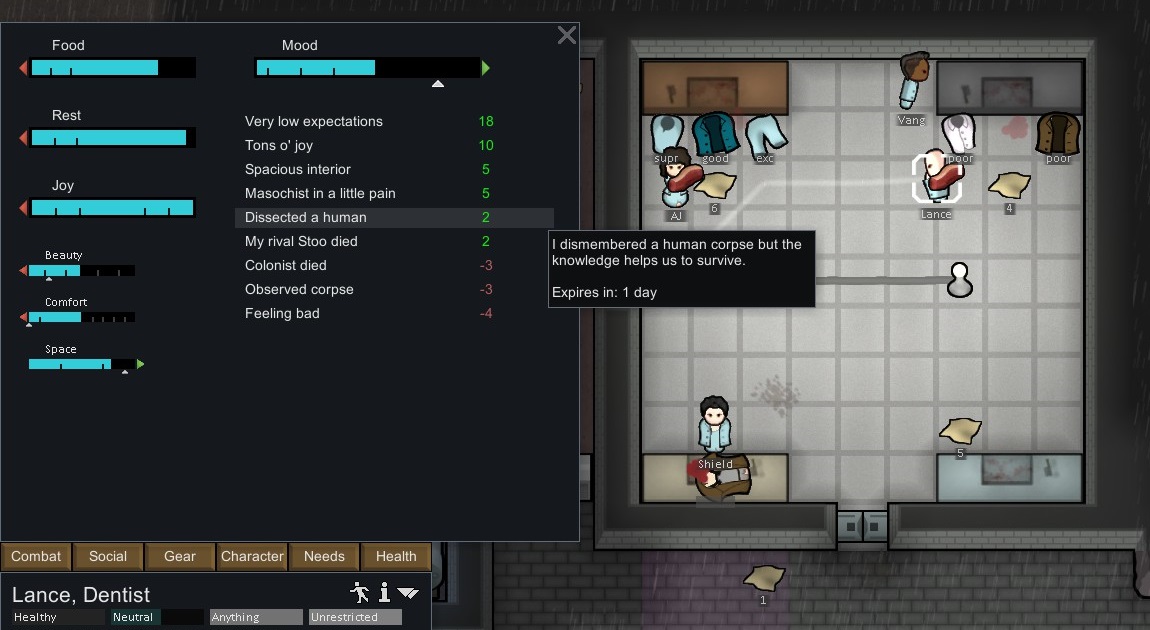 Food
Mood
Rest
Joy
Beauty
Comfort
Space
Very low expectations 18
Tons o' joy 10
Spacious interior 5
Masochist in a little pain 5
Dissected a human 2
My rival Stoo died 2
Colonist died -3
Observed corpse -3
Feeling bad -4
I dismembered a human corpse but the
knowledge helps us to survive.
Expires in: 1 day
Vang
supr
good
exc
poor
poor
AJ
6
Lance
4
Shield
5
1
Combat
Social
Gear
Character
Needs
Health
Lance, Dentist
Healthy
Neutral
Anything
Unrestricted